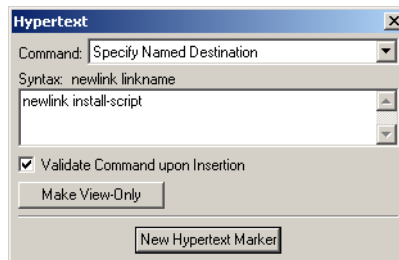 Hypertext
Command: Specify Named Destination
Syntax: newlink linkname
newlink install-script
Validate Command upon Insertion
Make View-Only
New Hypertext Marker